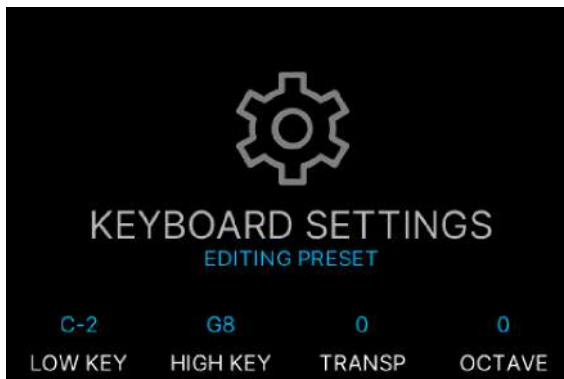 KEYBOARD SETTINGS
EDITING PRESET
C-2 G8 0 0
LOW KEY HIGH KEY TRANSP OCTAVE